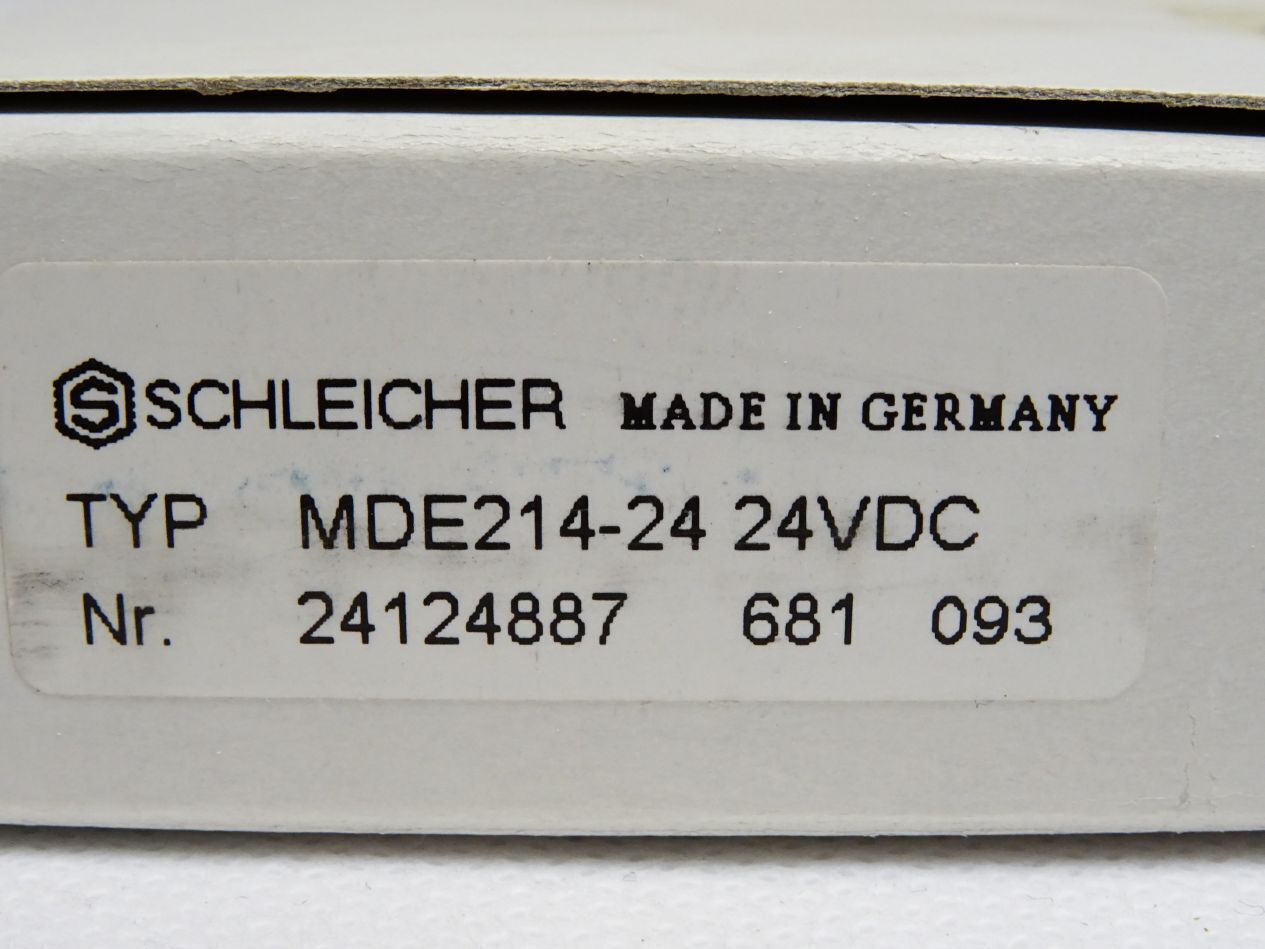 S SCHLEICHER MADE IN GERMANY
TYP MDE214-24 24VDC
Nr. 24124887 681 093